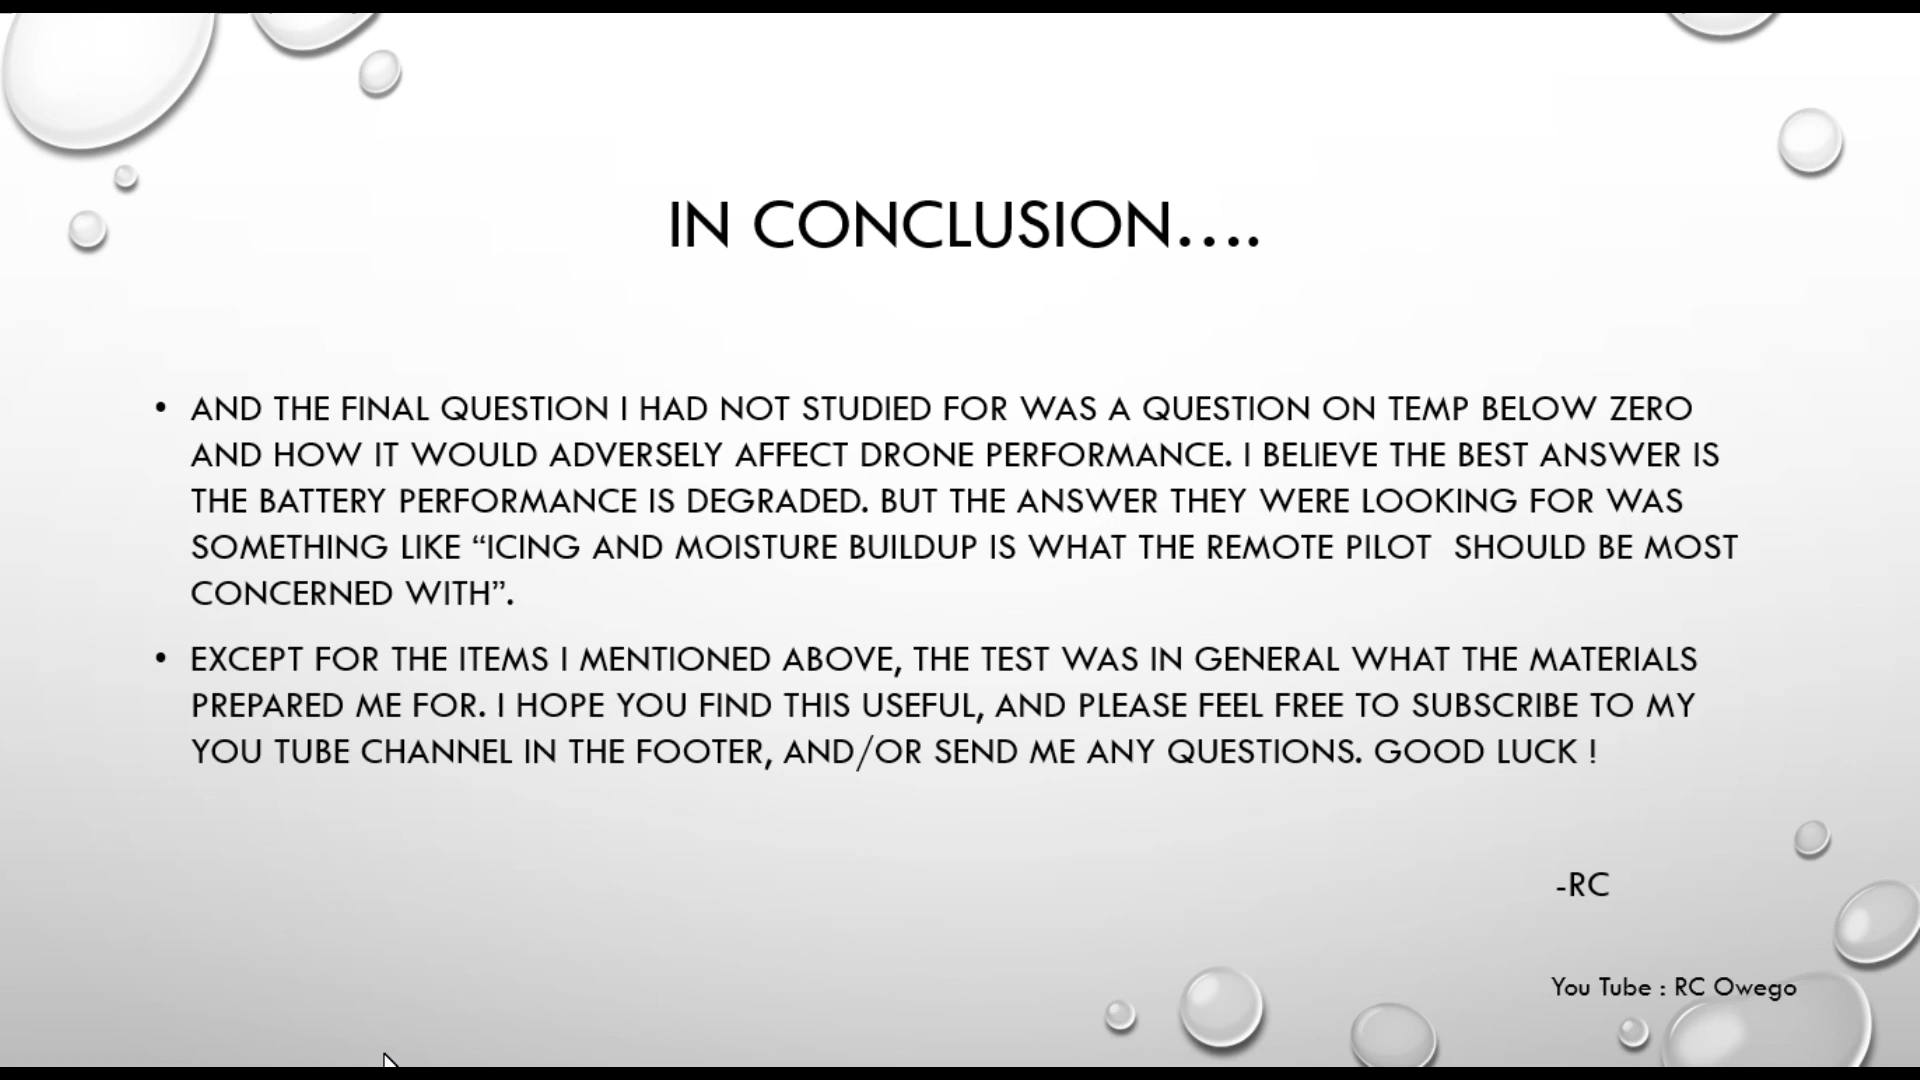 IN CONCLUSION....
• AND THE FINAL QUESTION I HAD NOT STUDIED FOR WAS A QUESTION ON TEMP BELOW ZERO
AND HOW IT WOULD ADVERSELY AFFECT DRONE PERFORMANCE. I BELIEVE THE BEST ANSWER IS
THE BATTERY PERFORMANCE IS DEGRADED. BUT THE ANSWER THEY WERE LOOKING FOR WAS
SOMETHING LIKE “ICING AND MOISTURE BUILDUP IS WHAT THE REMOTE PILOT  SHOULD BE MOST
CONCERNED WITH”.
• EXCEPT FOR THE ITEMS I MENTIONED ABOVE, THE TEST WAS IN GENERAL WHAT THE MATERIALS
PREPARED ME FOR. I HOPE YOU FIND THIS USEFUL, AND PLEASE FEEL FREE TO SUBSCRIBE TO MY
YOU TUBE CHANNEL IN THE FOOTER, AND/OR SEND ME ANY QUESTIONS. GOOD LUCK !
-RC
You Tube : RC Owego